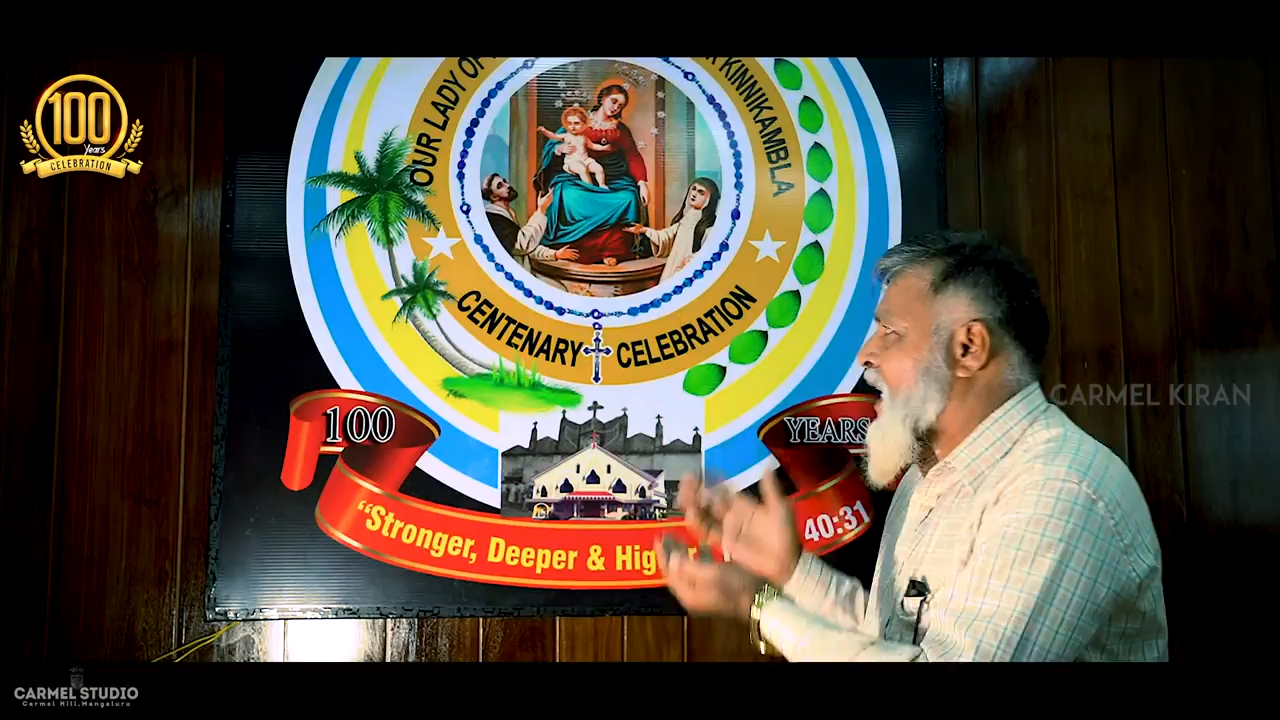 100
Years
CELEBRATION
OUR LADY OF
KINNIKAMBLA
CENTENARY CELEBRATION
100
YEARS
"Stronger, Deeper &
40:31
CARMEL KIRAN
CARMEL STUDIO
Carmel Hill, Mangaluru